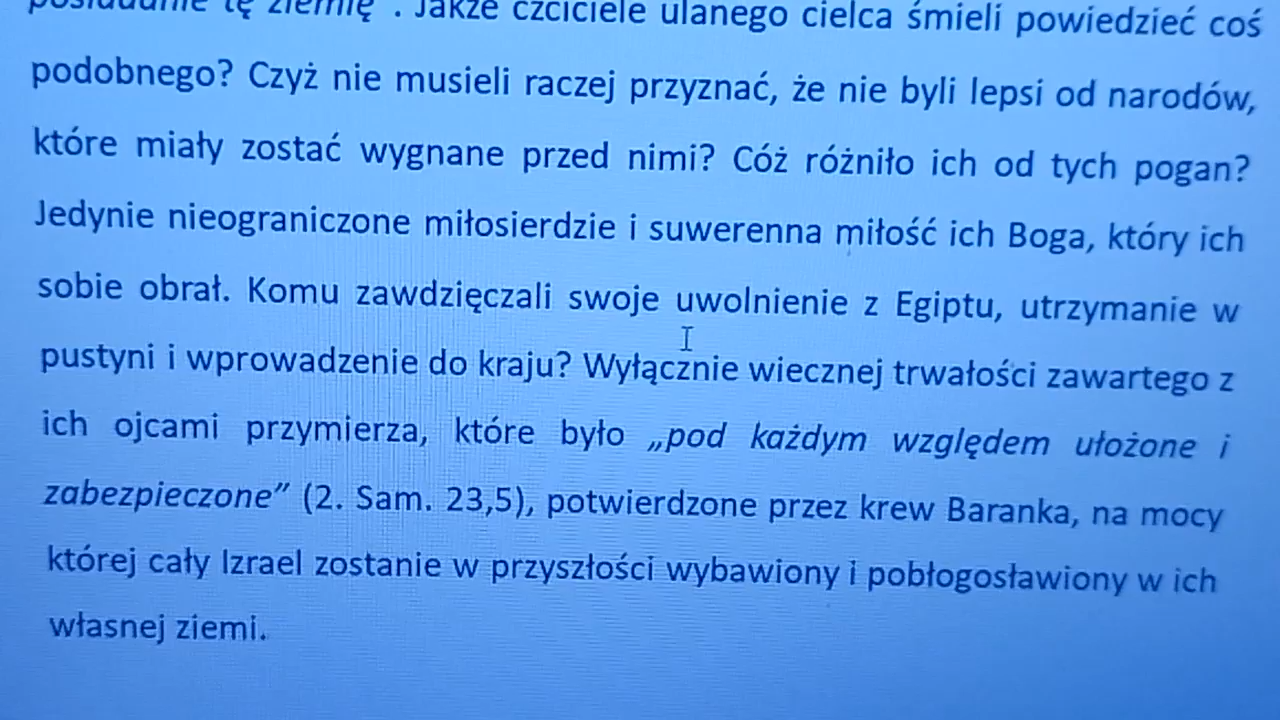 posiadanie tę ziemię". Jakże czciciele ulanego cielca śmieli powiedzieć coś
podobnego? Czyż nie musieli raczej przyznać, że nie byli lepsi od narodów,
które miały zostać wygnane przed nimi? Cóż różniło ich od tych pogan?
Jedynie nieograniczone miłosierdzie i suwerenna miłość ich Boga, który ich
sobie obrał. Komu zawdzięczali swoje uwolnienie z Egiptu, utrzymanie w
pustyni i wprowadzenie do kraju? Wyłącznie wiecznej trwałości zawartego z
ich ojcami przymierza, które było „pod każdym względem ułożone i
zabezpieczone” (2. Sam. 23,5), potwierdzone przez krew Baranka, na mocy
której cały Izrael zostanie w przyszłości wybawiony i pobłogosławiony w ich
własnej ziemi.